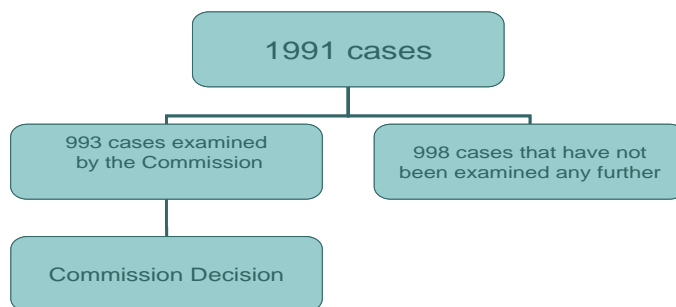 1991 cases
993 cases examined
by the Commission
998 cases that have not
been examined any further
Commission Decision